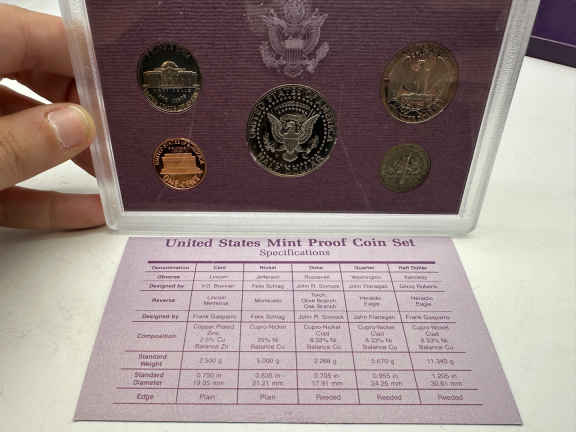 United States Mint Proof Coin Set
Specifications
Denomination Cent Nickel Dime Quarter Half Dollar
Obverse Lincoln Jefferson Roosevelt Washington Kennedy
Designed by V.D. Brenner Felix Schlag John R. Sinnock John Flanagan Gilroy Roberts
Reverse Lincoln Memorial Monticello Torch, Olive Branch Oak Branch Heraldic Eagle Heraldic Eagle
Designed by Frank Gasparro Felix Schlag John R. Sinnock John Flanagan Frank Gasparro
Composition Copper Plated Zinc 2.5% Cu Balance Zn Cupro-Nickel 25% Ni Balance Cu Cupro-Nickel Clad 8.33% Ni Balance Cu Cupro-Nickel Clad 8.33% Ni Balance Cu Cupro-Nickel Clad 8.33% Ni Balance Cu
Standard Weight 2.500 g 5.000 g 2.268 g 5.670 g 11.340 g
Standard Diameter 0.750 in 19.05 mm 0.835 in 21.21 mm 0.705 in 17.91 mm 0.955 in 24.26 mm 1.205 in 30.61 mm
Edge Plain Plain Reeded Reeded Reeded
UNITED STATES OF AMERICA
ONE CENT